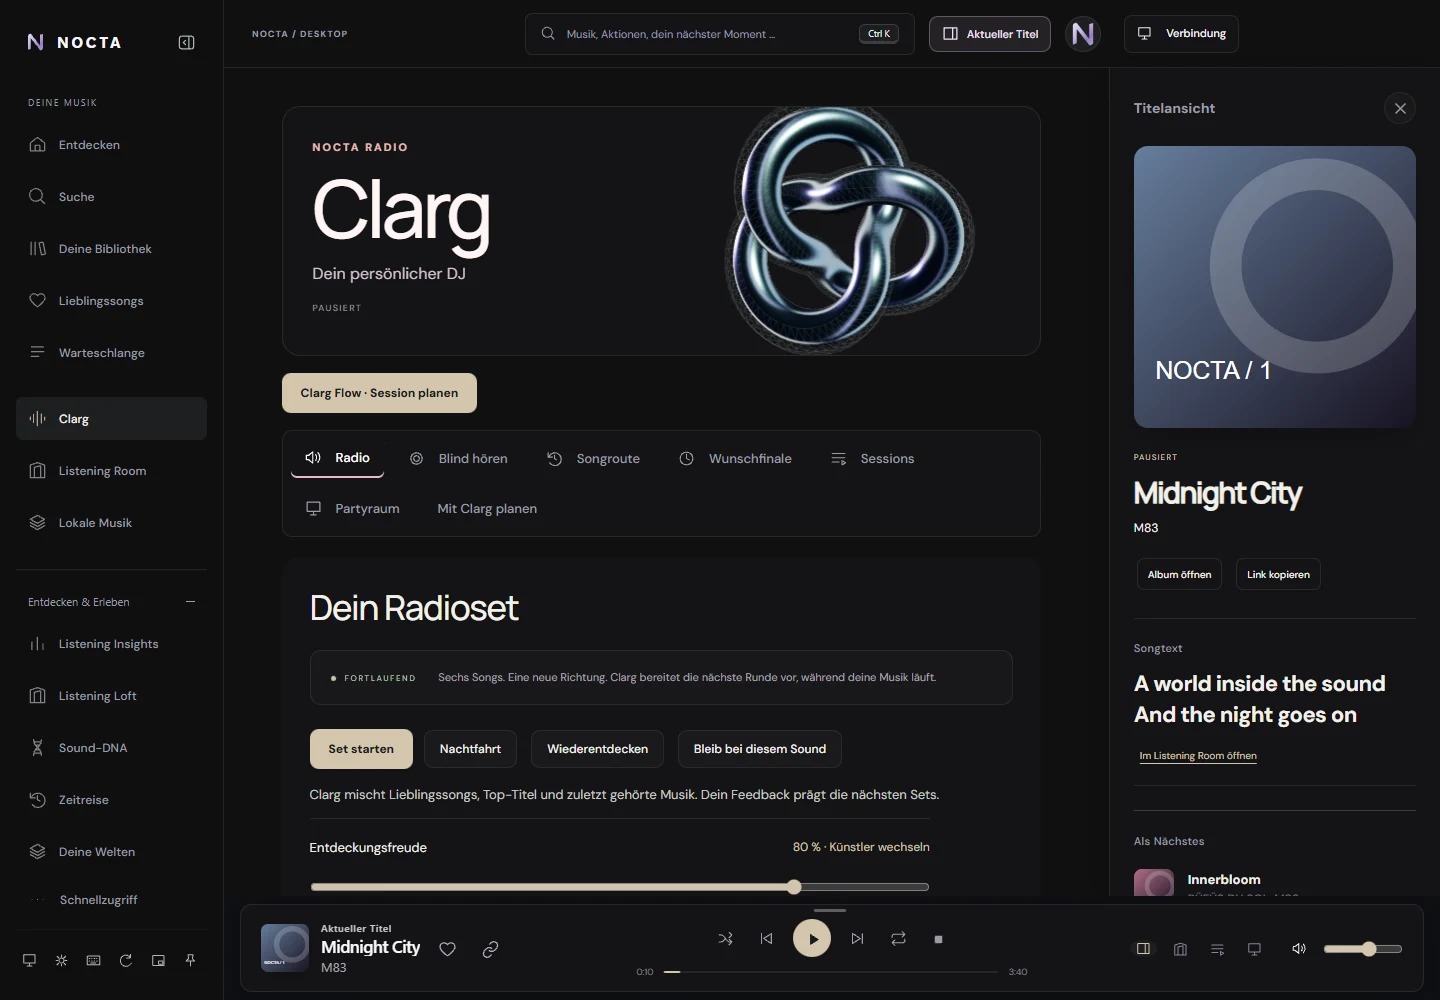 NOCTA
DEINE MUSIK
Entdecken
Suche
Deine Bibliothek
Lieblingssongs
Warteschlange
Clarg
Listening Room
Lokale Musik
Entdecken & Erleben
Listening Insights
Listening Loft
Sound-DNA
Zeitreise
Deine Welten
Schnellzugriff
NOCTA / DESKTOP
Musik, Aktionen, dein nächster Moment ...
Ctrl K
Aktueller Titel
N
Verbindung
NOCTA RADIO
Clarg
Dein persönlicher DJ
PAUSIERT
Clarg Flow · Session planen
Radio
Blind hören
Songroute
Wunschfinale
Sessions
Partyraum
Mit Clarg planen
Dein Radioset
FORTLAUFEND
Sechs Songs. Eine neue Richtung. Clarg bereitet die nächste Runde vor, während deine Musik läuft.
Set starten
Nachtfahrt
Wiederentdecken
Bleib bei diesem Sound
Clarg mischt Lieblingssongs, Top-Titel und zuletzt gehörte Musik. Dein Feedback prägt die nächsten Sets.
Entdeckungsfreude
80 % · Künstler wechseln
Titelansicht
NOCTA / 1
PAUSIERT
Midnight City
M83
Album öffnen
Link kopieren
Songtext
A world inside the sound
And the night goes on
Im Listening Room öffnen
Als Nächstes
Innerbloom
NOCTA / 1
Aktueller Titel
Midnight City
M83
0:10
3:40